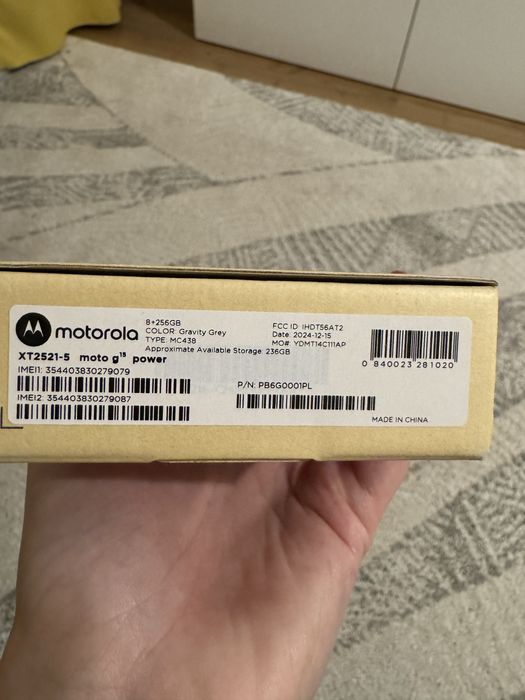 motorola
8+256GB
COLOR: Gravity Grey
TYPE: MC438
Approximate Available Storage: 236GB
FCC ID: IHDT56AT2
Date: 2024-12-15
MO#: YDMT14C111AP
0 840023 281020
XT2521-5 moto g¹⁵ power
IMEI1: 354403830279079
IMEI2: 354403830279087
P/N: PB6G0001PL
MADE IN CHINA